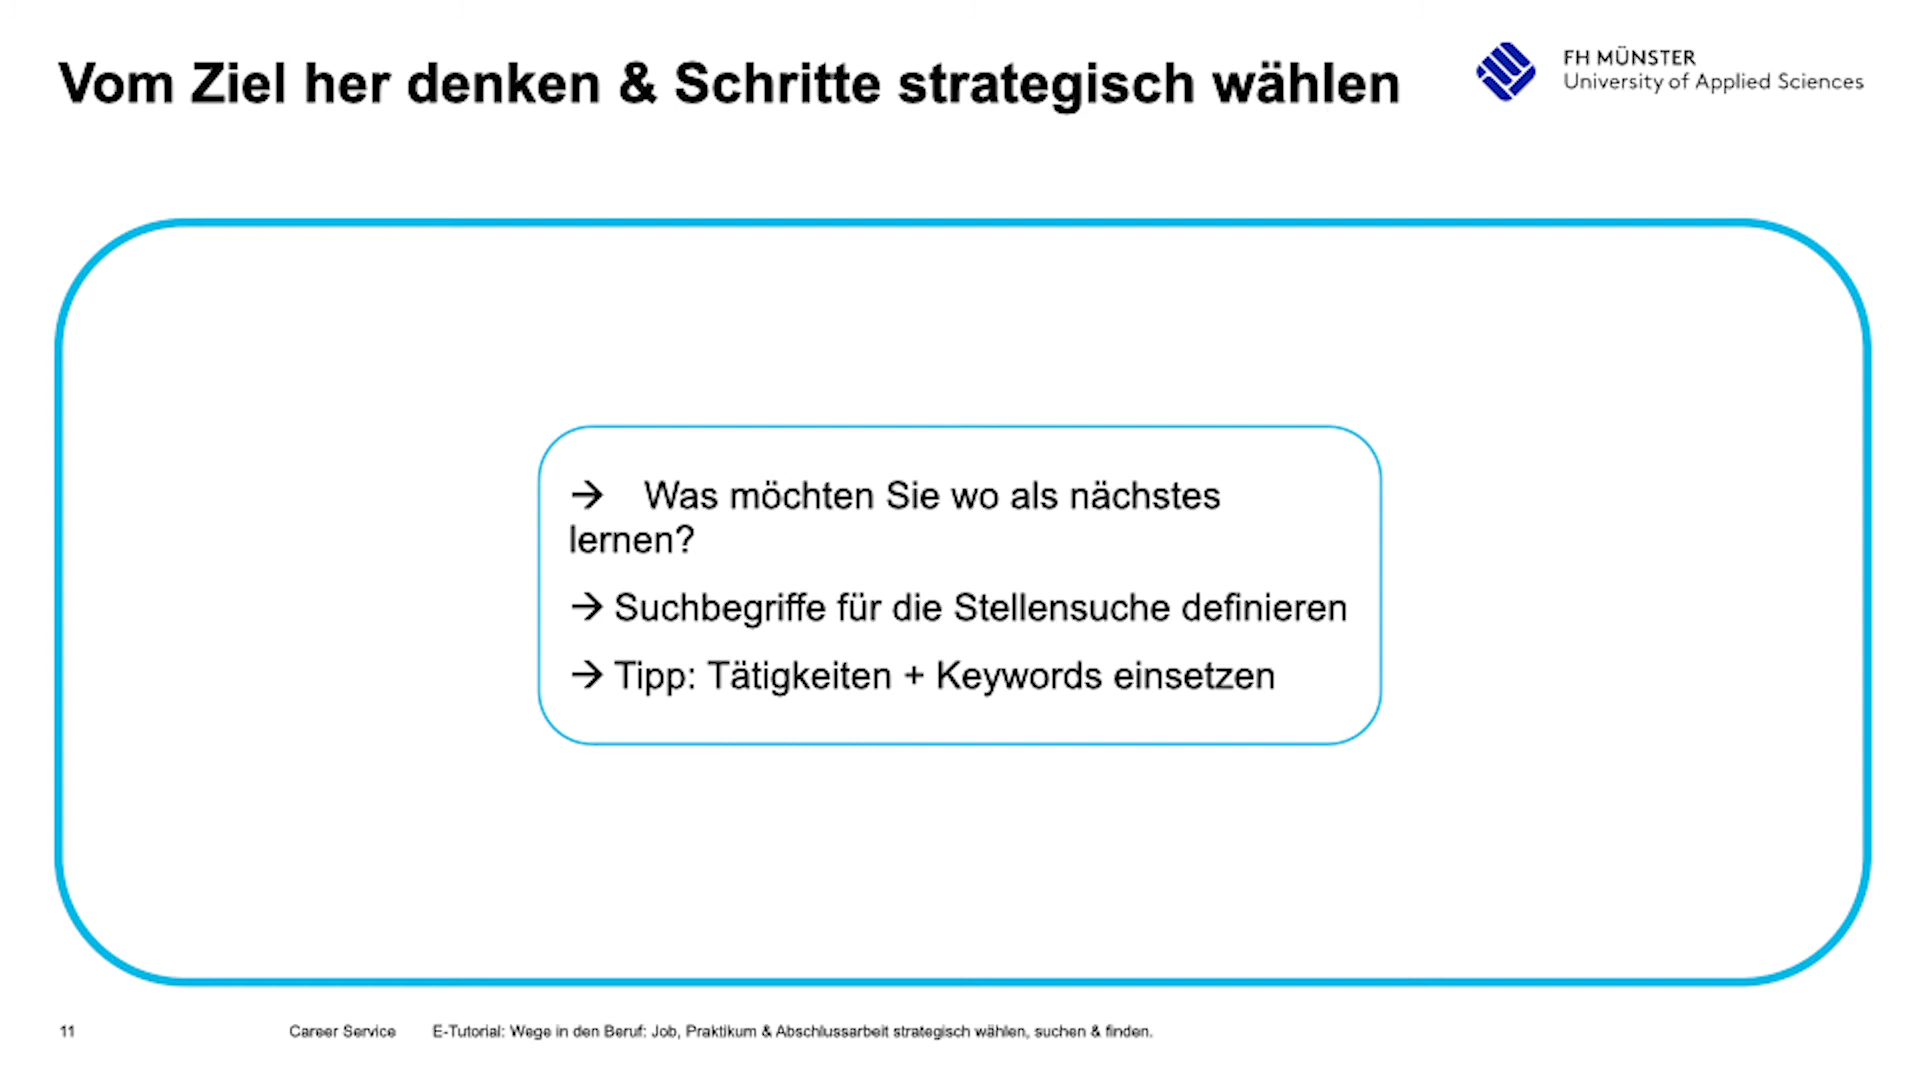 Vom Ziel her denken & Schritte strategisch wählen
FH MÜNSTER
University of Applied Sciences
→ Was möchten Sie wo als nächstes
lernen?
→ Suchbegriffe für die Stellensuche definieren
→ Tipp: Tätigkeiten + Keywords einsetzen
11 Career Service E-Tutorial: Wege in den Beruf: Job, Praktikum & Abschlussarbeit strategisch wählen, suchen & finden.